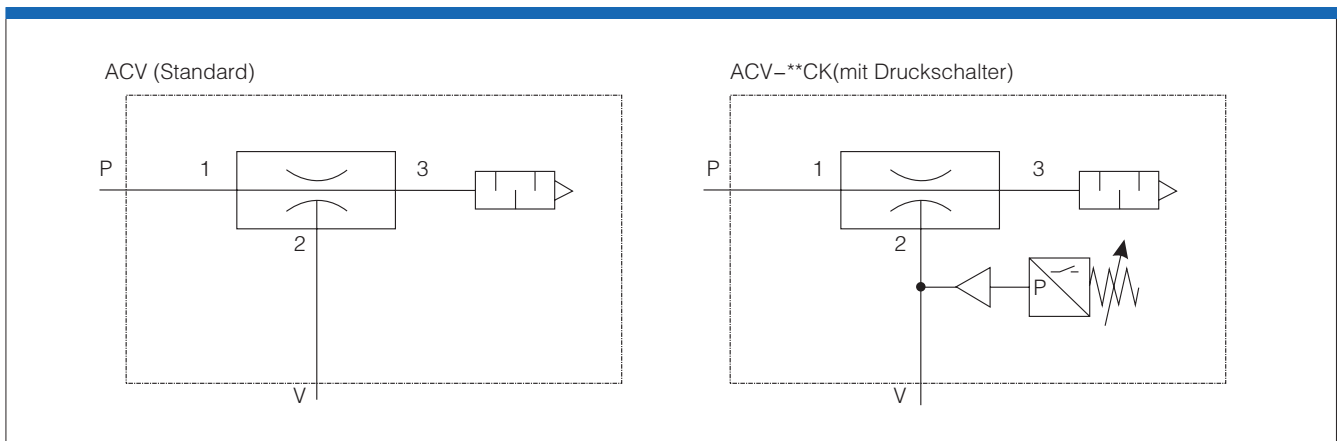 ACV (Standard)
P
1
3
2
V
ACV–**CK(mit Druckschalter)
P
1
3
2
P
V